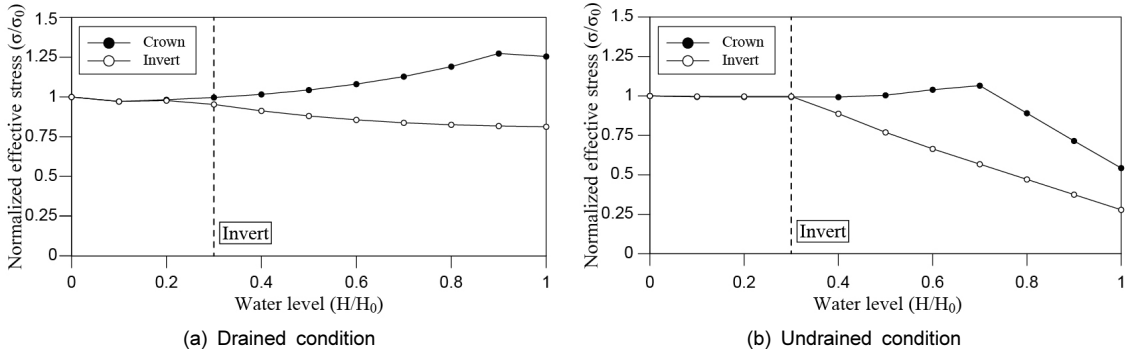 Normalized effective stress (σ/σ0)
1.5
1.25
1
0.75
0.5
0.25
0
Crown
Invert
Invert
0 0.2 0.4 0.6 0.8 1
Water level (H/H0)
(a) Drained condition
Normalized effective stress (σ/σ0)
1.5
1.25
1
0.75
0.5
0.25
0
Crown
Invert
Invert
0 0.2 0.4 0.6 0.8 1
Water level (H/H0)
(b) Undrained condition